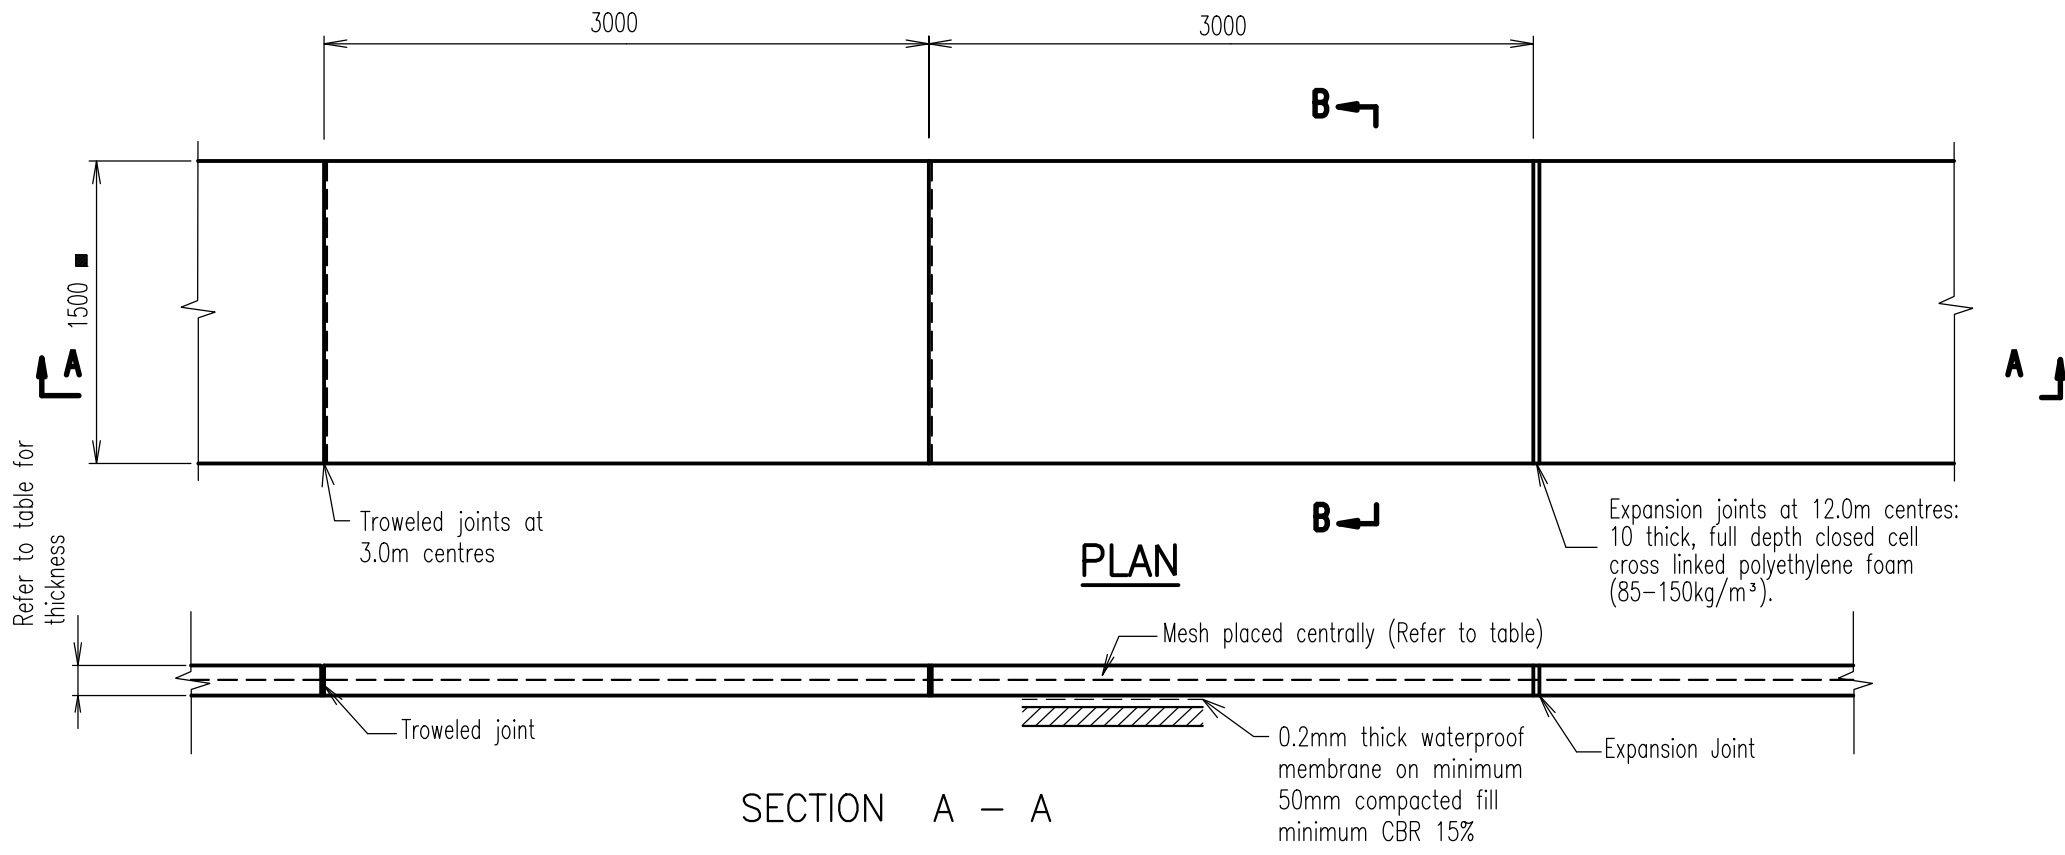 3000
3000
B
1500 ■
A
A
Refer to table for
thickness
Troweled joints at
3.0m centres
B
PLAN
Expansion joints at 12.0m centres:
10 thick, full depth closed cell
cross linked polyethylene foam
(85-150kg/m³).
Mesh placed centrally (Refer to table)
Troweled joint
0.2mm thick waterproof
membrane on minimum
50mm compacted fill
minimum CBR 15%
Expansion Joint
SECTION A - A